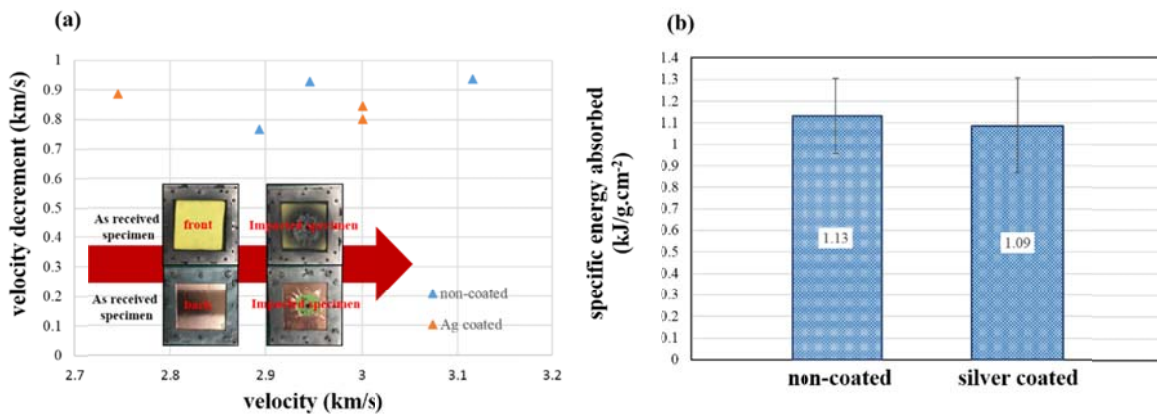 (a)
velocity decrement (km/s)
1
0.9
0.8
0.7
0.6
0.5
0.4
0.3
0.2
0.1
0
As received
specimen
front
Impacted specimen
As received
specimen
back
Impacted specimen
non-coated
Ag coated
2.7
2.8
2.9
3
3.1
3.2
velocity (km/s)
(b)
specific energy absorbed
(kJ/g.cm-2)
1.4
1.3
1.2
1.1
1
0.9
0.8
0.7
0.6
0.5
0.4
0.3
0.2
0.1
0
1.13
1.09
non-coated
silver coated